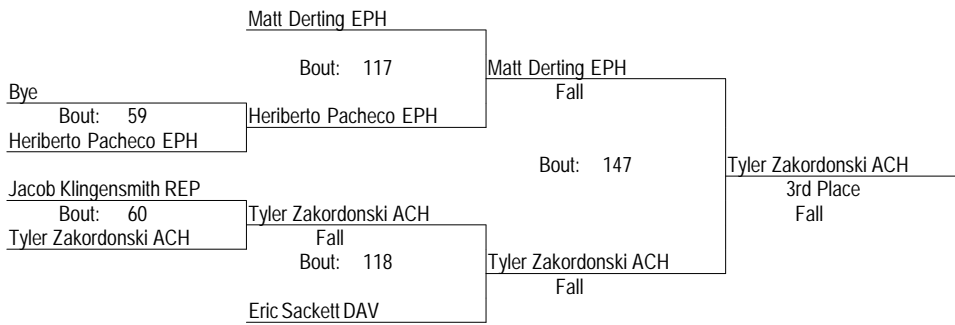 Matt Derting EPH
Bout: 117
Matt Derting EPH
Fall
Bye
Bout: 59
Heriberto Pacheco EPH
Heriberto Pacheco EPH
Bout: 147
Tyler Zakordonski ACH
3rd Place
Fall
Jacob Klingensmith REP
Bout: 60
Tyler Zakordonski ACH
Tyler Zakordonski ACH
Fall
Bout: 118
Tyler Zakordonski ACH
Fall
Eric Sackett DAV